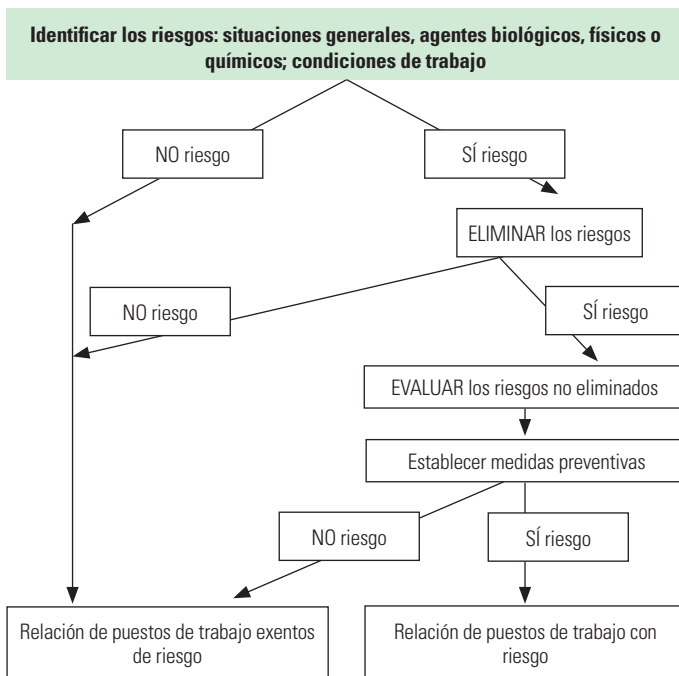 Identificar los riesgos: situaciones generales, agentes biológicos, físicos o
químicos; condiciones de trabajo
NO riesgo
SÍ riesgo
ELIMINAR los riesgos
NO riesgo
SÍ riesgo
EVALUAR los riesgos no eliminados
Establecer medidas preventivas
NO riesgo
SÍ riesgo
Relación de puestos de trabajo exentos
de riesgo
Relación de puestos de trabajo con
riesgo